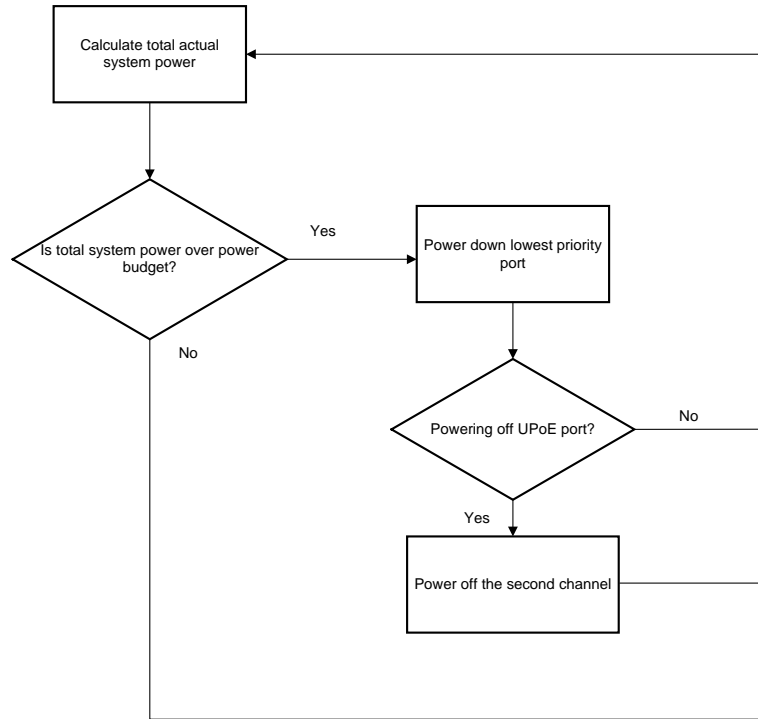 Calculate total actual
system power
Is total system power over power
budget?
Yes
Power down lowest priority
port
No
Powering off UPoE port?
No
Yes
Power off the second channel